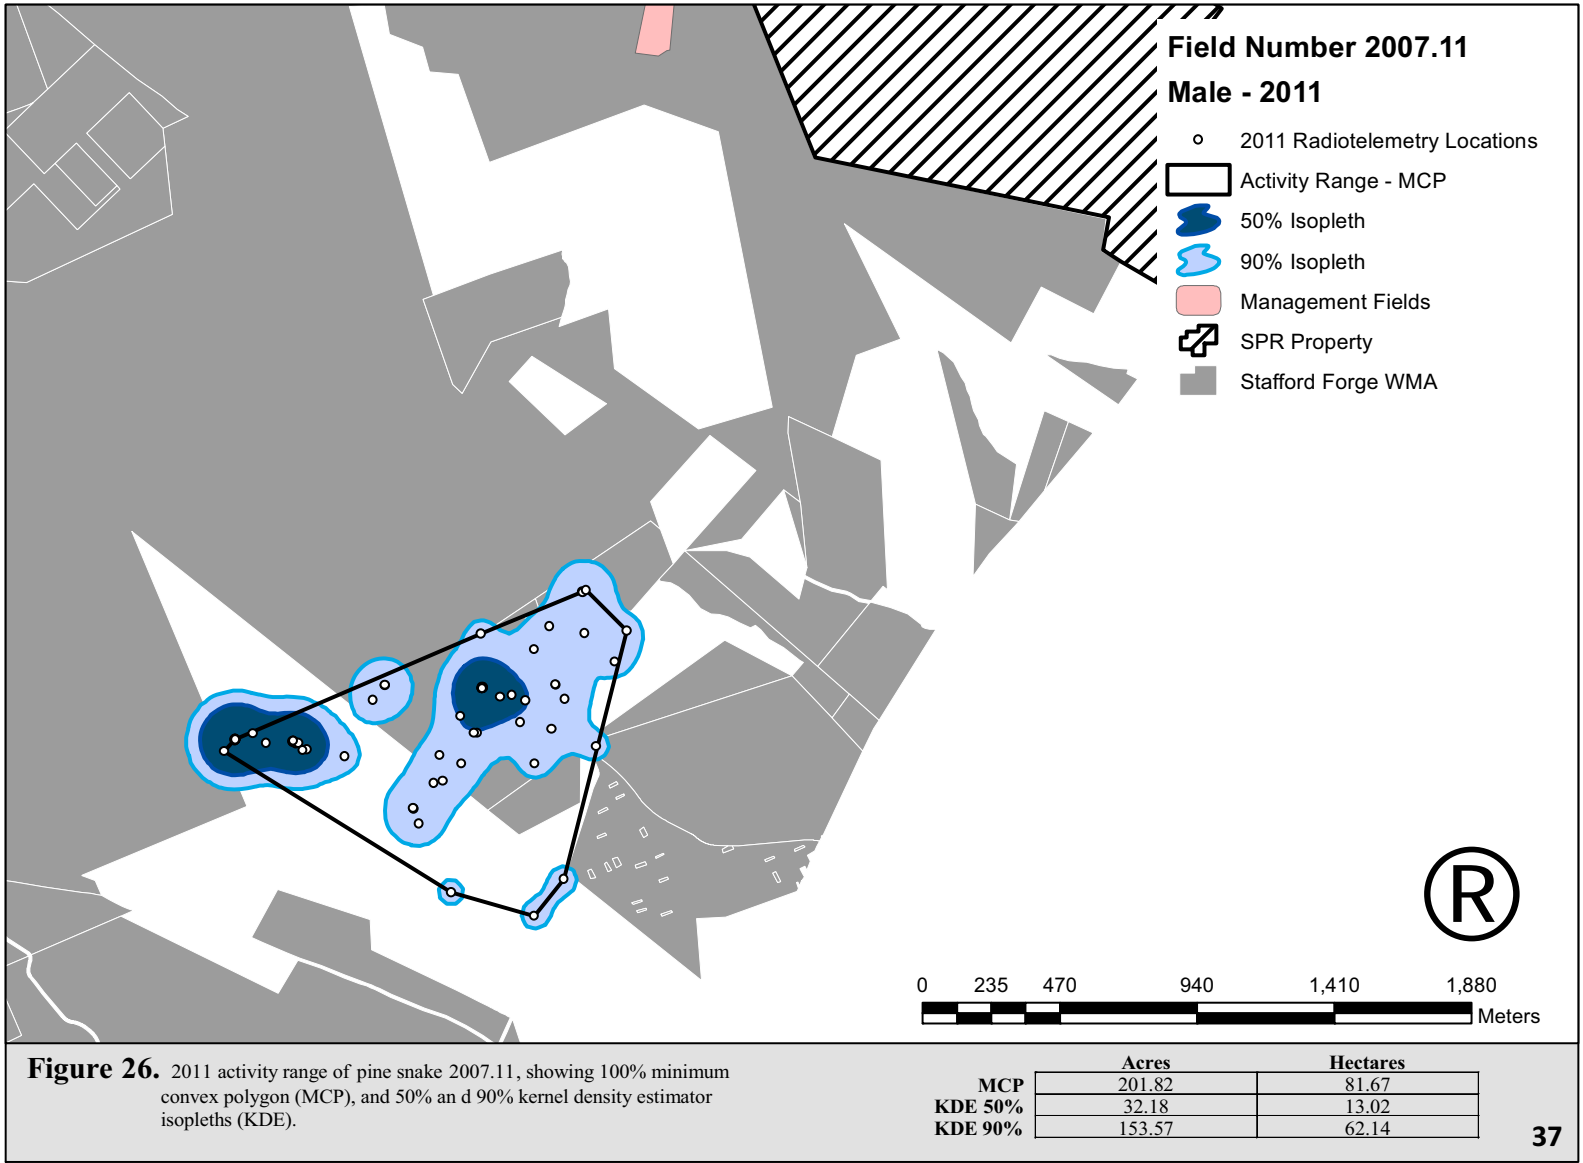 Field Number 2007.11
Male - 2011
2011 Radiotelemetry Locations
Activity Range - MCP
50% Isopleth
90% Isopleth
Management Fields
SPR Property
Stafford Forge WMA
®
0 235 470 940 1,410 1,880
Meters
Figure 26. 2011 activity range of pine snake 2007.11, showing 100% minimum
convex polygon (MCP), and 50% an d 90% kernel density estimator
isopleths (KDE).
Acres Hectares
MCP 201.82 81.67
KDE 50% 32.18 13.02
KDE 90% 153.57 62.14
37